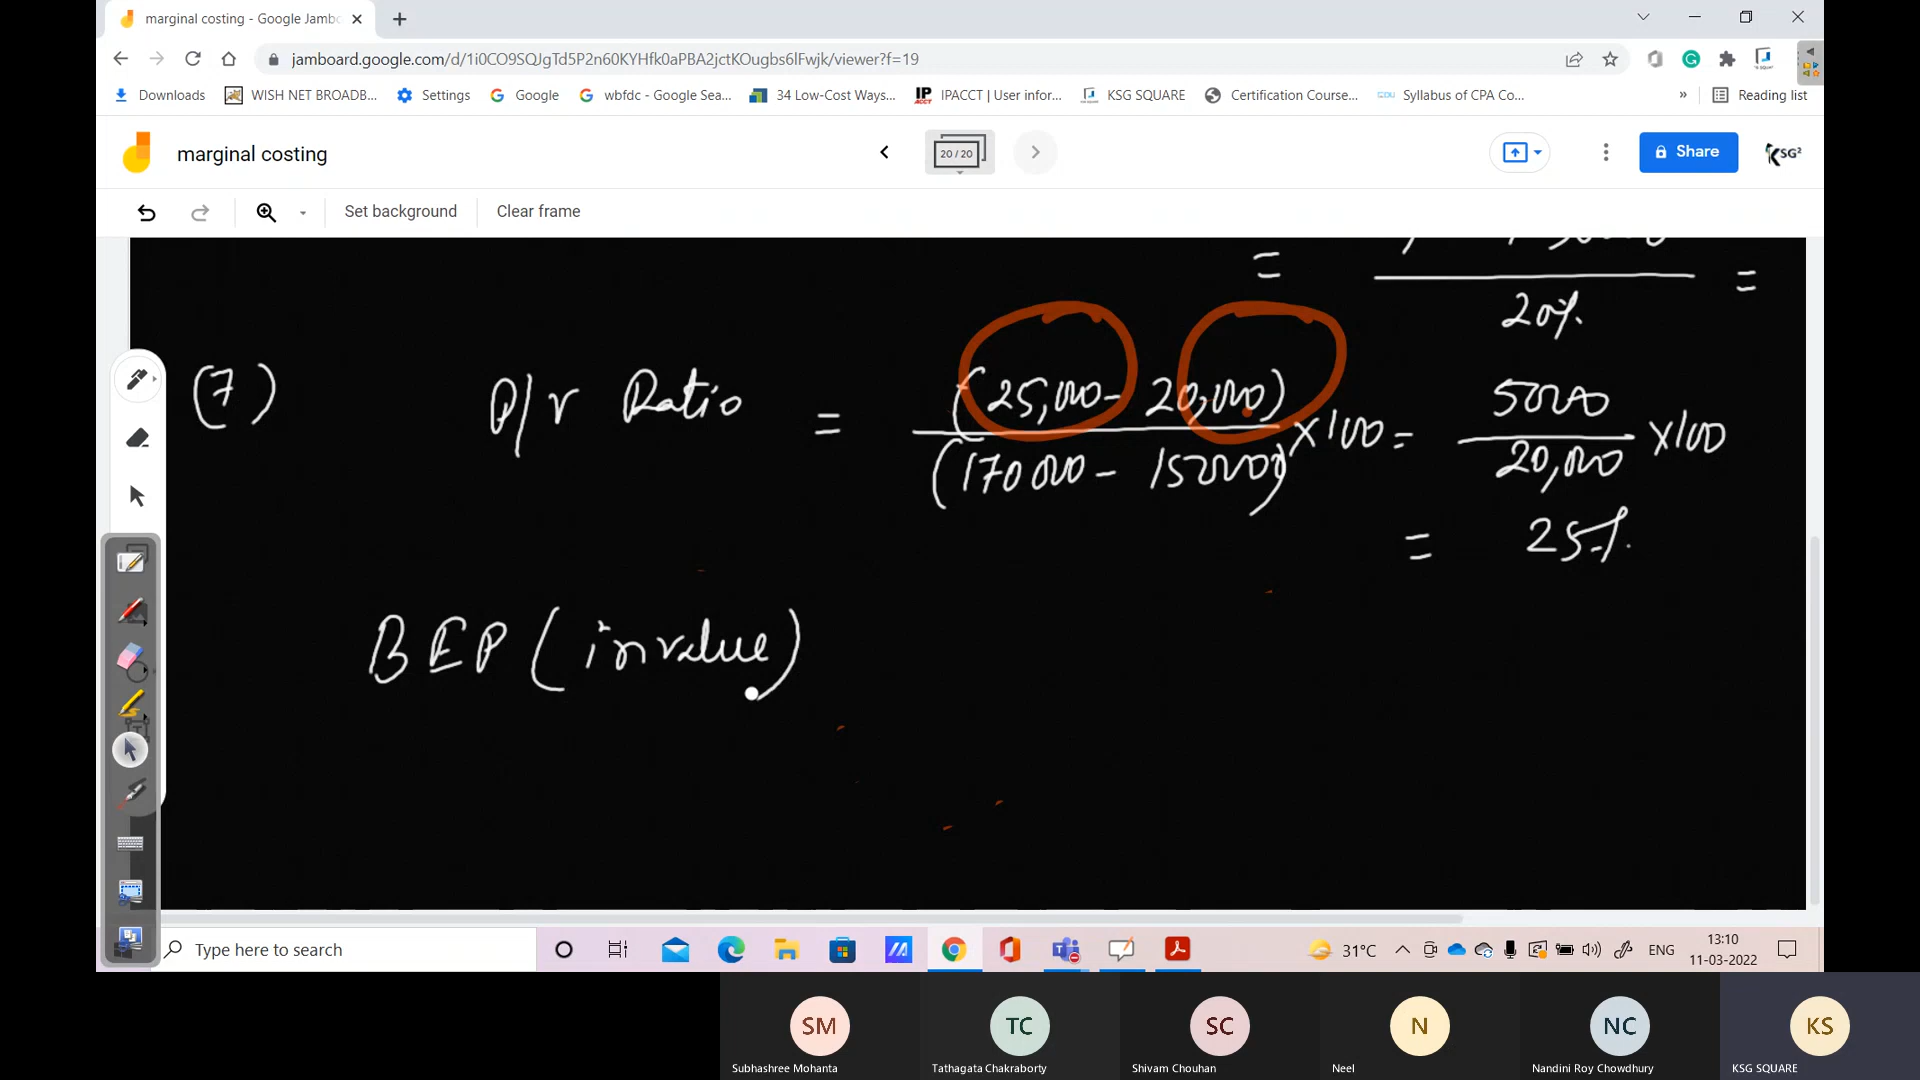 marginal costing - Google Jambo
jamboard.google.com/d/1i0CO9SQJgTd5P2n60KYHfk0aPBA2jctKOugbs6lFwjk/viewer?f=19
Downloads WISH NET BROADB... Settings Google wbfdc - Google Sea... 34 Low-Cost Ways... IPACCT | User infor... KSG SQUARE Certification Course... Syllabus of CPA Co... » Reading list
marginal costing 20 / 20 Share KSG²
Set background Clear frame
= =
20%
(7) P/v Ratio = (25,000 - 20,000) / (170000 - 150000) ×100 = 5000 / 20,000 ×100
= 25%
BEP (in value)
Type here to search 31°C ENG 13:10
11-03-2022
SM TC SC N NC KS
Subhashree Mohanta Tathagata Chakraborty Shivam Chouhan Neel Nandini Roy Chowdhury KSG SQUARE